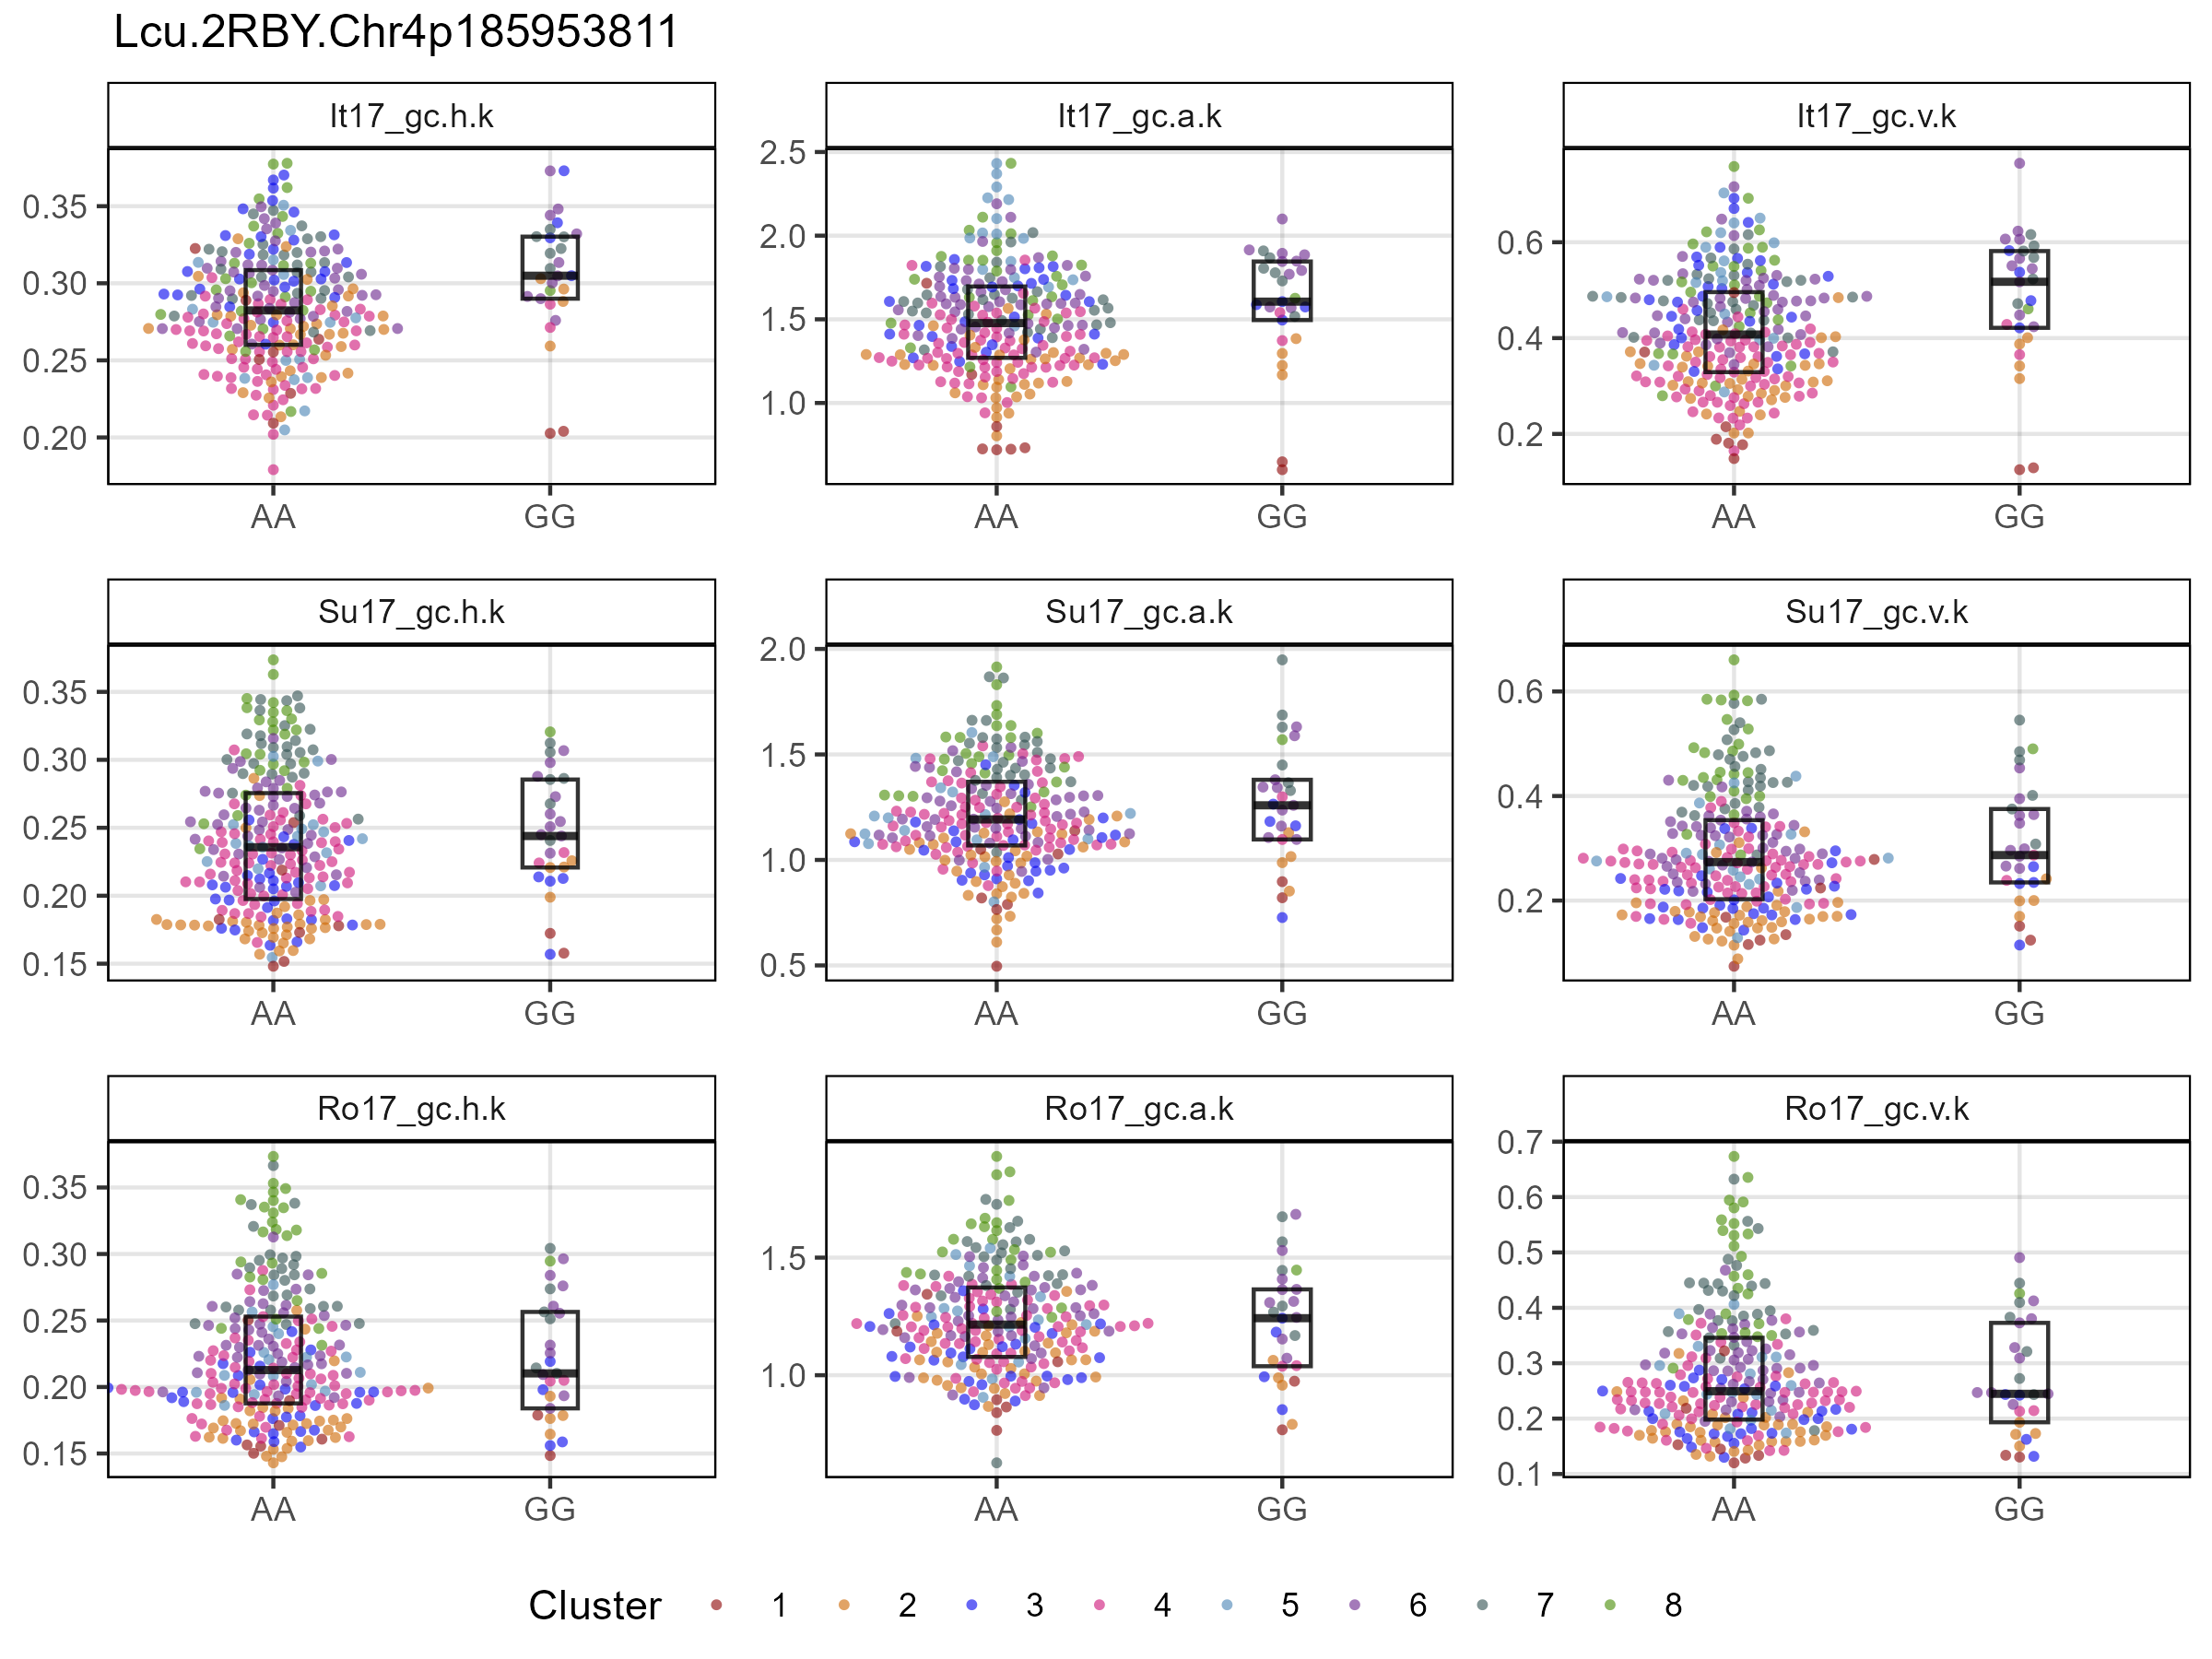 Lcu.2RBY.Chr4p185953811
It17_gc.h.k
It17_gc.a.k
It17_gc.v.k
0.35
0.30
0.25
0.20
AA
GG
2.5
2.0
1.5
1.0
AA
GG
0.6
0.4
0.2
AA
GG
Su17_gc.h.k
Su17_gc.a.k
Su17_gc.v.k
0.35
0.30
0.25
0.20
0.15
AA
GG
2.0
1.5
1.0
0.5
AA
GG
0.6
0.4
0.2
AA
GG
Ro17_gc.h.k
Ro17_gc.a.k
Ro17_gc.v.k
0.35
0.30
0.25
0.20
0.15
AA
GG
1.5
1.0
AA
GG
0.7
0.6
0.5
0.4
0.3
0.2
0.1
AA
GG
Cluster 1 2 3 4 5 6 7 8